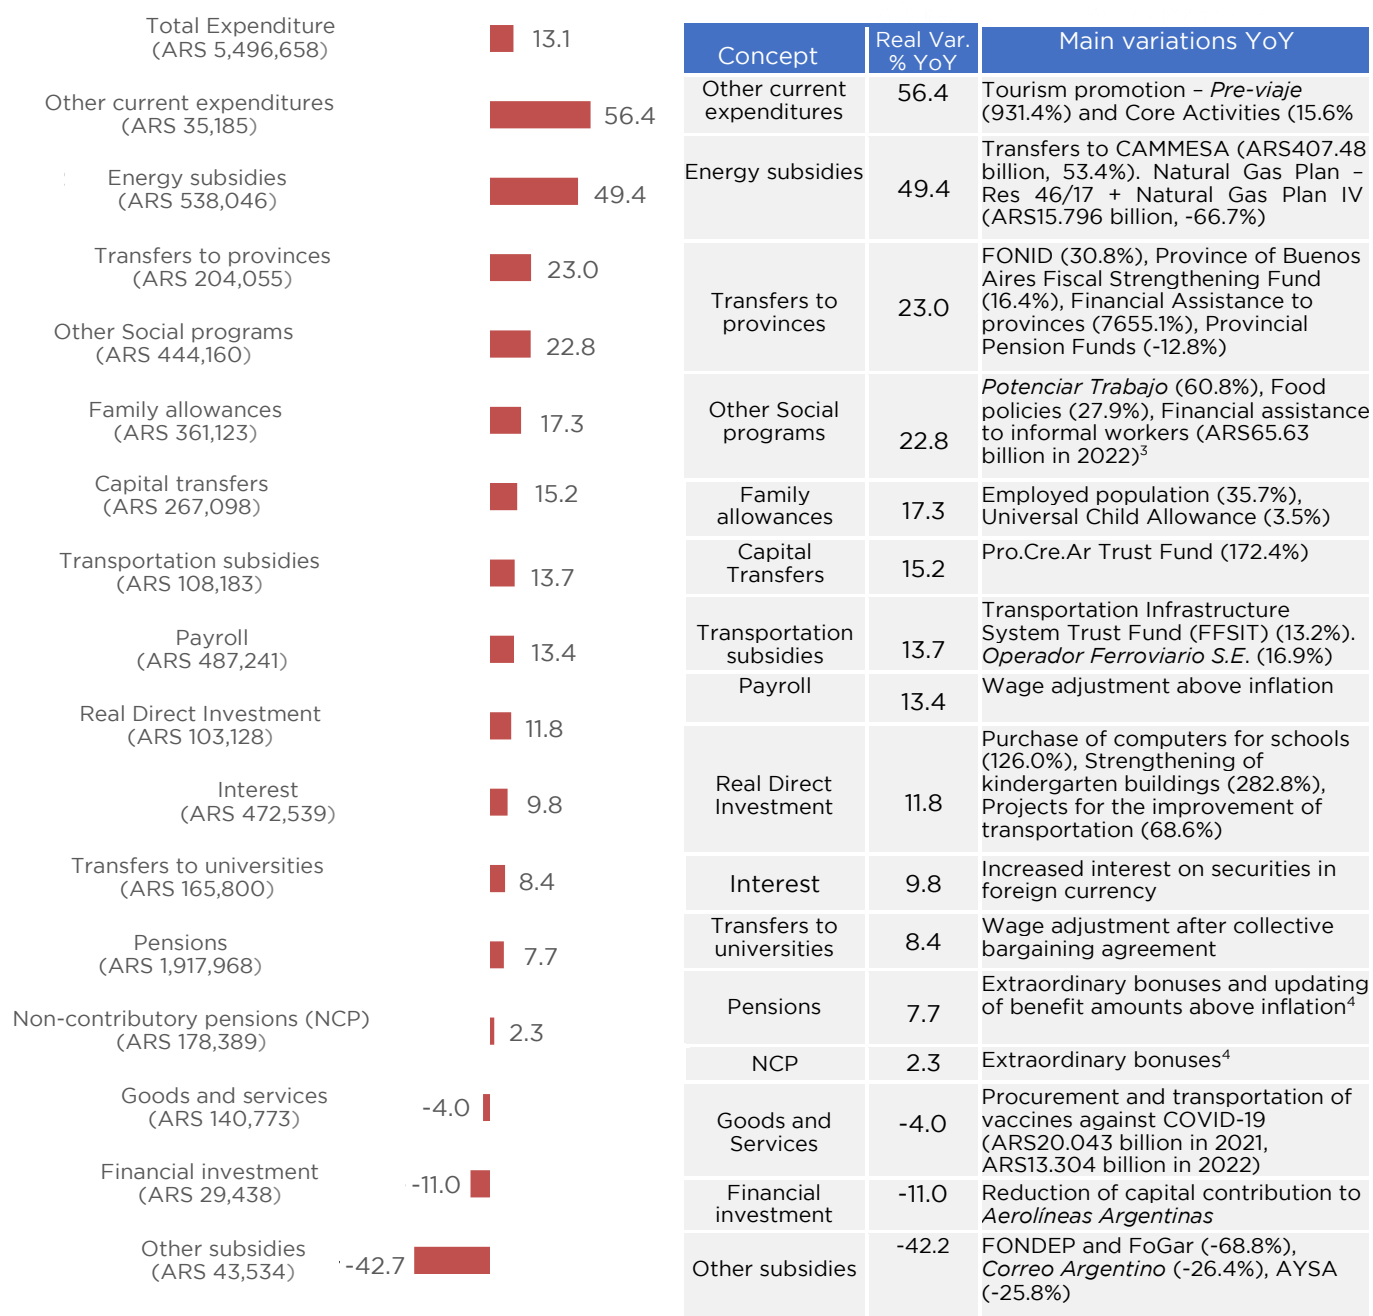 Total Expenditure
(ARS 5,496,658)
13.1
Other current expenditures
(ARS 35,185)
56.4
Energy subsidies
(ARS 538,046)
49.4
Transfers to provinces
(ARS 204,055)
23.0
Other Social programs
(ARS 444,160)
22.8
Family allowances
(ARS 361,123)
17.3
Capital transfers
(ARS 267,098)
15.2
Transportation subsidies
(ARS 108,183)
13.7
Payroll
(ARS 487,241)
13.4
Real Direct Investment
(ARS 103,128)
11.8
Interest
(ARS 472,539)
9.8
Transfers to universities
(ARS 165,800)
8.4
Pensions
(ARS 1,917,968)
7.7
Non-contributory pensions (NCP)
(ARS 178,389)
2.3
Goods and services
(ARS 140,773)
-4.0
Financial investment
(ARS 29,438)
-11.0
Other subsidies
(ARS 43,534)
-42.7
Concept
Real Var.
% YoY
Main variations YoY
Other current
expenditures
56.4
Tourism promotion – Pre-viaje
(931.4%) and Core Activities (15.6%
Energy subsidies
49.4
Transfers to CAMMESA (ARS407.48
billion, 53.4%). Natural Gas Plan –
Res 46/17 + Natural Gas Plan IV
(ARS15.796 billion, -66.7%)
Transfers to
provinces
23.0
FONID (30.8%), Province of Buenos
Aires Fiscal Strengthening Fund
(16.4%), Financial Assistance to
provinces (7655.1%), Provincial
Pension Funds (-12.8%)
Other Social
programs
22.8
Potenciar Trabajo (60.8%), Food
policies (27.9%), Financial assistance
to informal workers (ARS65.63
billion in 2022)³
Family
allowances
17.3
Employed population (35.7%),
Universal Child Allowance (3.5%)
Capital
Transfers
15.2
Pro.Cre.Ar Trust Fund (172.4%)
Transportation
subsidies
13.7
Transportation Infrastructure
System Trust Fund (FFSIT) (13.2%).
Operador Ferroviario S.E. (16.9%)
Payroll
13.4
Wage adjustment above inflation
Real Direct
Investment
11.8
Purchase of computers for schools
(126.0%), Strengthening of
kindergarten buildings (282.8%),
Projects for the improvement of
transportation (68.6%)
Interest
9.8
Increased interest on securities in
foreign currency
Transfers to
universities
8.4
Wage adjustment after collective
bargaining agreement
Pensions
7.7
Extraordinary bonuses and updating
of benefit amounts above inflation⁴
NCP
2.3
Extraordinary bonuses⁴
Goods and
Services
-4.0
Procurement and transportation of
vaccines against COVID-19
(ARS20.043 billion in 2021,
ARS13.304 billion in 2022)
Financial
investment
-11.0
Reduction of capital contribution to
Aerolíneas Argentinas
Other subsidies
-42.2
FONDEP and FoGar (-68.8%),
Correo Argentino (-26.4%), AYSA
(-25.8%)